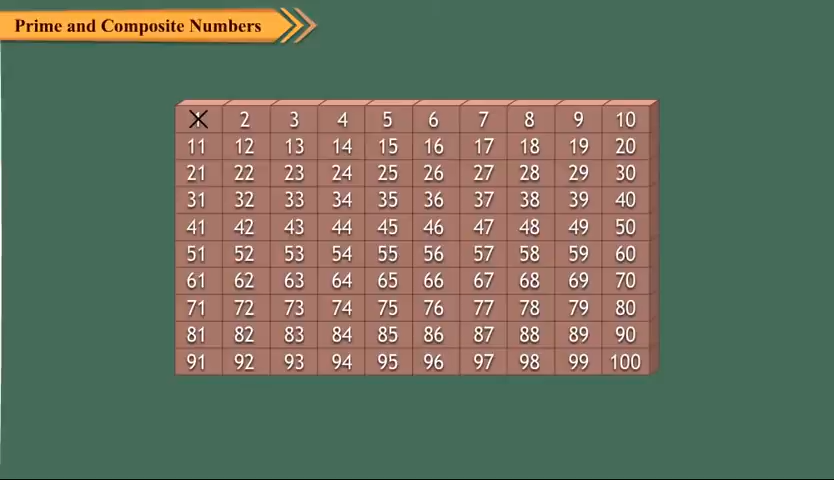 Prime and Composite Numbers
1 2 3 4 5 6 7 8 9 10
11 12 13 14 15 16 17 18 19 20
21 22 23 24 25 26 27 28 29 30
31 32 33 34 35 36 37 38 39 40
41 42 43 44 45 46 47 48 49 50
51 52 53 54 55 56 57 58 59 60
61 62 63 64 65 66 67 68 69 70
71 72 73 74 75 76 77 78 79 80
81 82 83 84 85 86 87 88 89 90
91 92 93 94 95 96 97 98 99 100